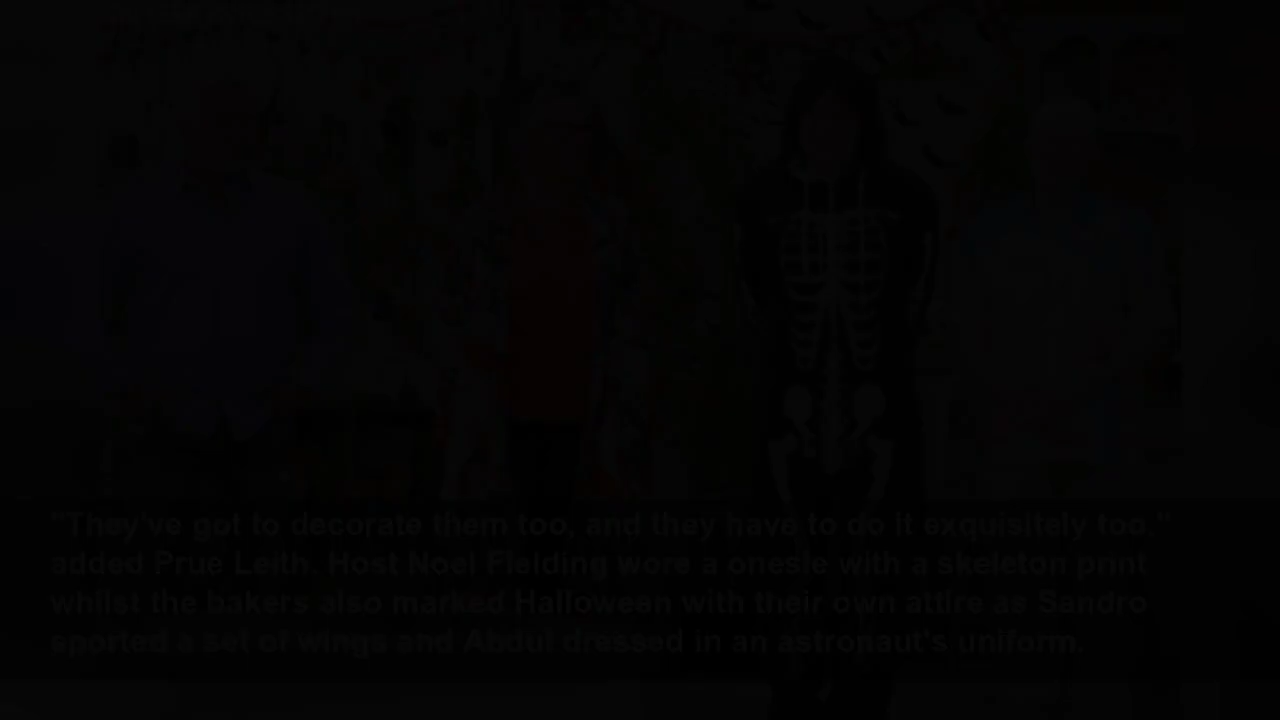 "They've got to decorate them too, and they have to do it exquisitely too."
added Prue Leith. Host Noel Fielding wore a onesie with a skeleton print
whilst the bakers also marked Halloween with their own attire as Sandro
sported a set of wings and Abdul dressed in an astronaut's uniform.